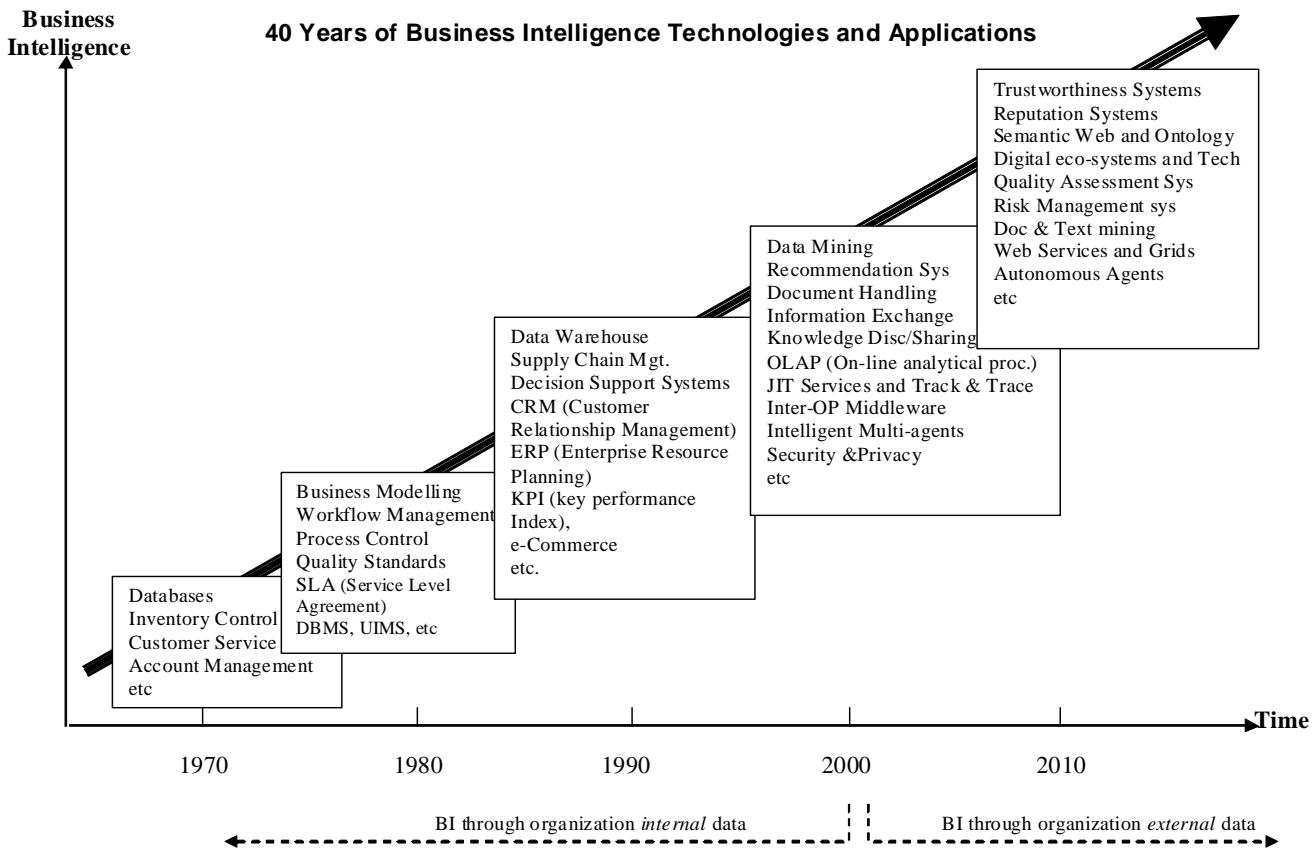 Business
Intelligence
40 Years of Business Intelligence Technologies and Applications
Trustworthiness Systems
Reputation Systems
Semantic Web and Ontology
Digital eco-systems and Tech
Quality Assessment Sys
Risk Management sys
Doc & Text mining
Web Services and Grids
Autonomous Agents
etc
Data Mining
Recommendation Sys
Document Handling
Information Exchange
Knowledge Disc/Sharing
OLAP (On-line analytical proc.)
JIT Services and Track & Trace
Inter-OP Middleware
Intelligent Multi-agents
Security &Privacy
etc
Data Warehouse
Supply Chain Mgt.
Decision Support Systems
CRM (Customer
Relationship Management)
ERP (Enterprise Resource
Planning)
KPI (key performance
Index),
e-Commerce
etc.
Business Modelling
Workflow Management
Process Control
Quality Standards
SLA (Service Level
Agreement)
DBMS, UIMS, etc
Databases
Inventory Control
Customer Service
Account Management
etc
Time
1970 1980 1990 2000 2010
BI through organization internal data BI through organization external data